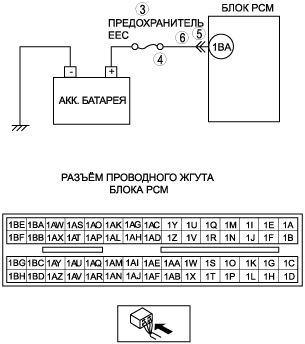 БЛОК PCM
③
ПРЕДОХРАНИТЕЛЬ
EEC
④ ⑥ ⑤
1BA
- +
АКК. БАТАРЕЯ
РАЗЪЁМ ПРОВОДНОГО ЖГУТА
БЛОКА PCM
1BE 1BA 1AW 1AS 1AO 1AK 1AG 1AC 1Y 1U 1Q 1M 1I 1E 1A
1BF 1BB 1AX 1AT 1AP 1AL 1AH 1AD 1Z 1V 1R 1N 1J 1F 1B
1BG 1BC 1AY 1AU 1AQ 1AM 1AI 1AE 1AA 1W 1S 1O 1K 1G 1C
1BH 1BD 1AZ 1AV 1AR 1AN 1AJ 1AF 1AB 1X 1T 1P 1L 1H 1D